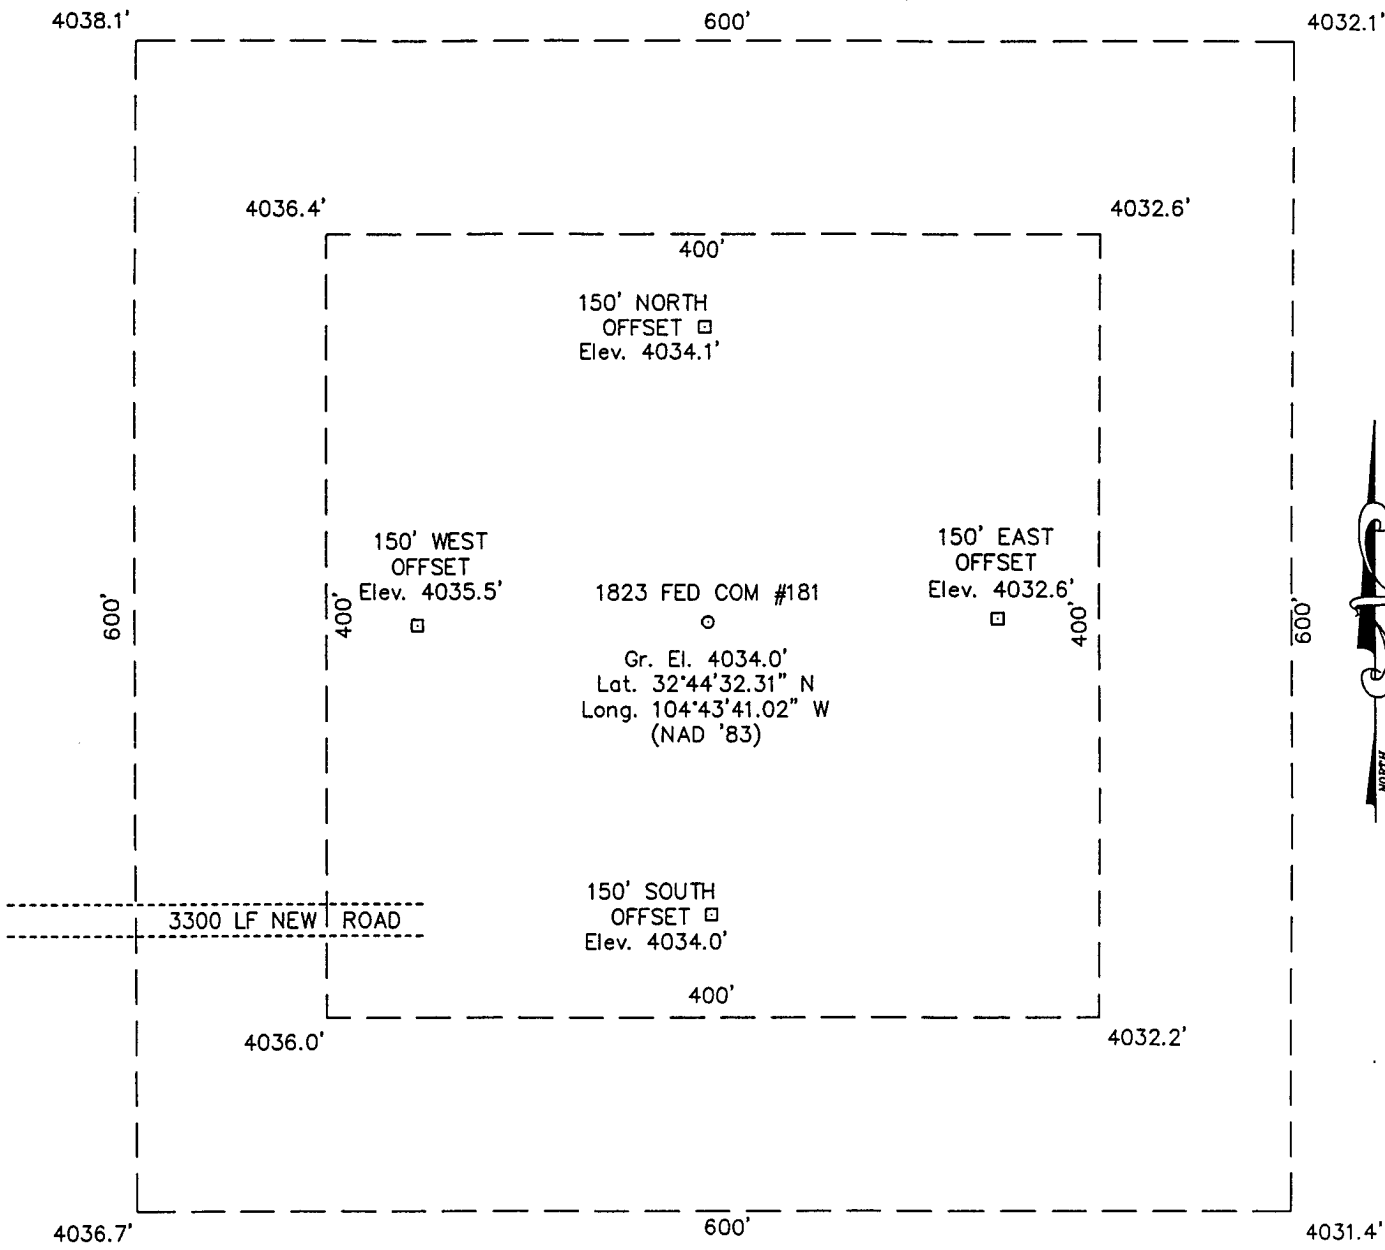 4038.1'
600'
4032.1'
4036.4'
4032.6'
400'
150' NORTH
OFFSET
Elev. 4034.1'
150' WEST
OFFSET
Elev. 4035.5'
150' EAST
OFFSET
Elev. 4032.6'
600'
400'
1823 FED COM #181
400'
600'
Gr. El. 4034.0'
Lat. 32°44'32.31" N
Long. 104°43'41.02" W
(NAD '83)
NORTH
3300 LF NEW ROAD
150' SOUTH
OFFSET
Elev. 4034.0'
400'
4036.0'
4032.2'
4036.7'
600'
4031.4'